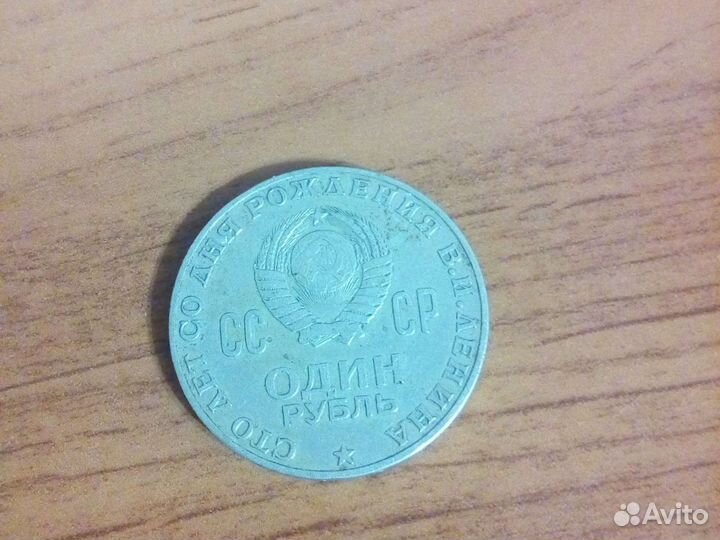 СТО ЛЕТ СО ДНЯ РОЖДЕНИЯ В.И.ЛЕНИНА
СС СР
ОДИН
РУБЛЬ
Avito